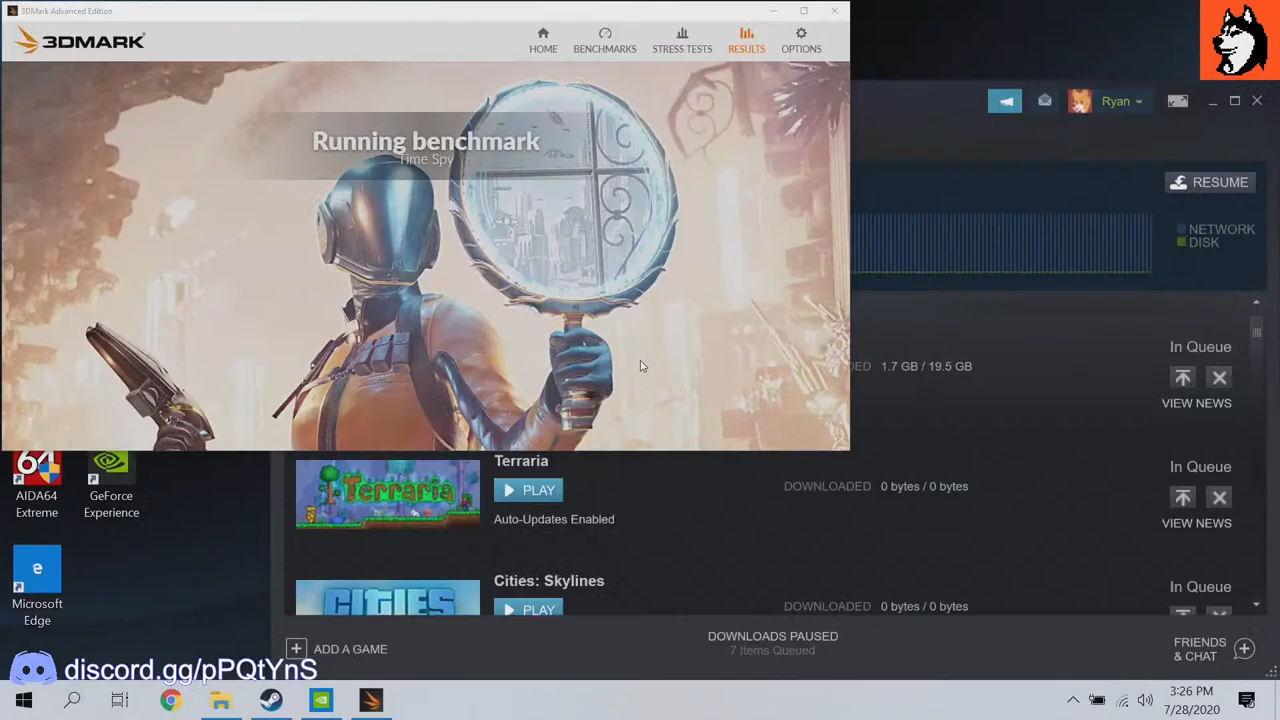 3DMark Advanced Edition
3DMARK
HOME
BENCHMARKS
STRESS TESTS
RESULTS
OPTIONS
Running benchmark
Time Spy
Ryan
RESUME
NETWORK
DISK
1.7 GB / 19.5 GB
In Queue
VIEW NEWS
Terraria
Terraria
PLAY
Auto-Updates Enabled
DOWNLOADED 0 bytes / 0 bytes
In Queue
VIEW NEWS
Cities: Skylines
CITIES
PLAY
DOWNLOADED 0 bytes / 0 bytes
In Queue
64
AIDA64
Extreme
GeForce
Experience
Microsoft
Edge
ADD A GAME
DOWNLOADS PAUSED
7 Items Queued
FRIENDS
& CHAT
discord.gg/pPQtYnS
3:26 PM
7/28/2020